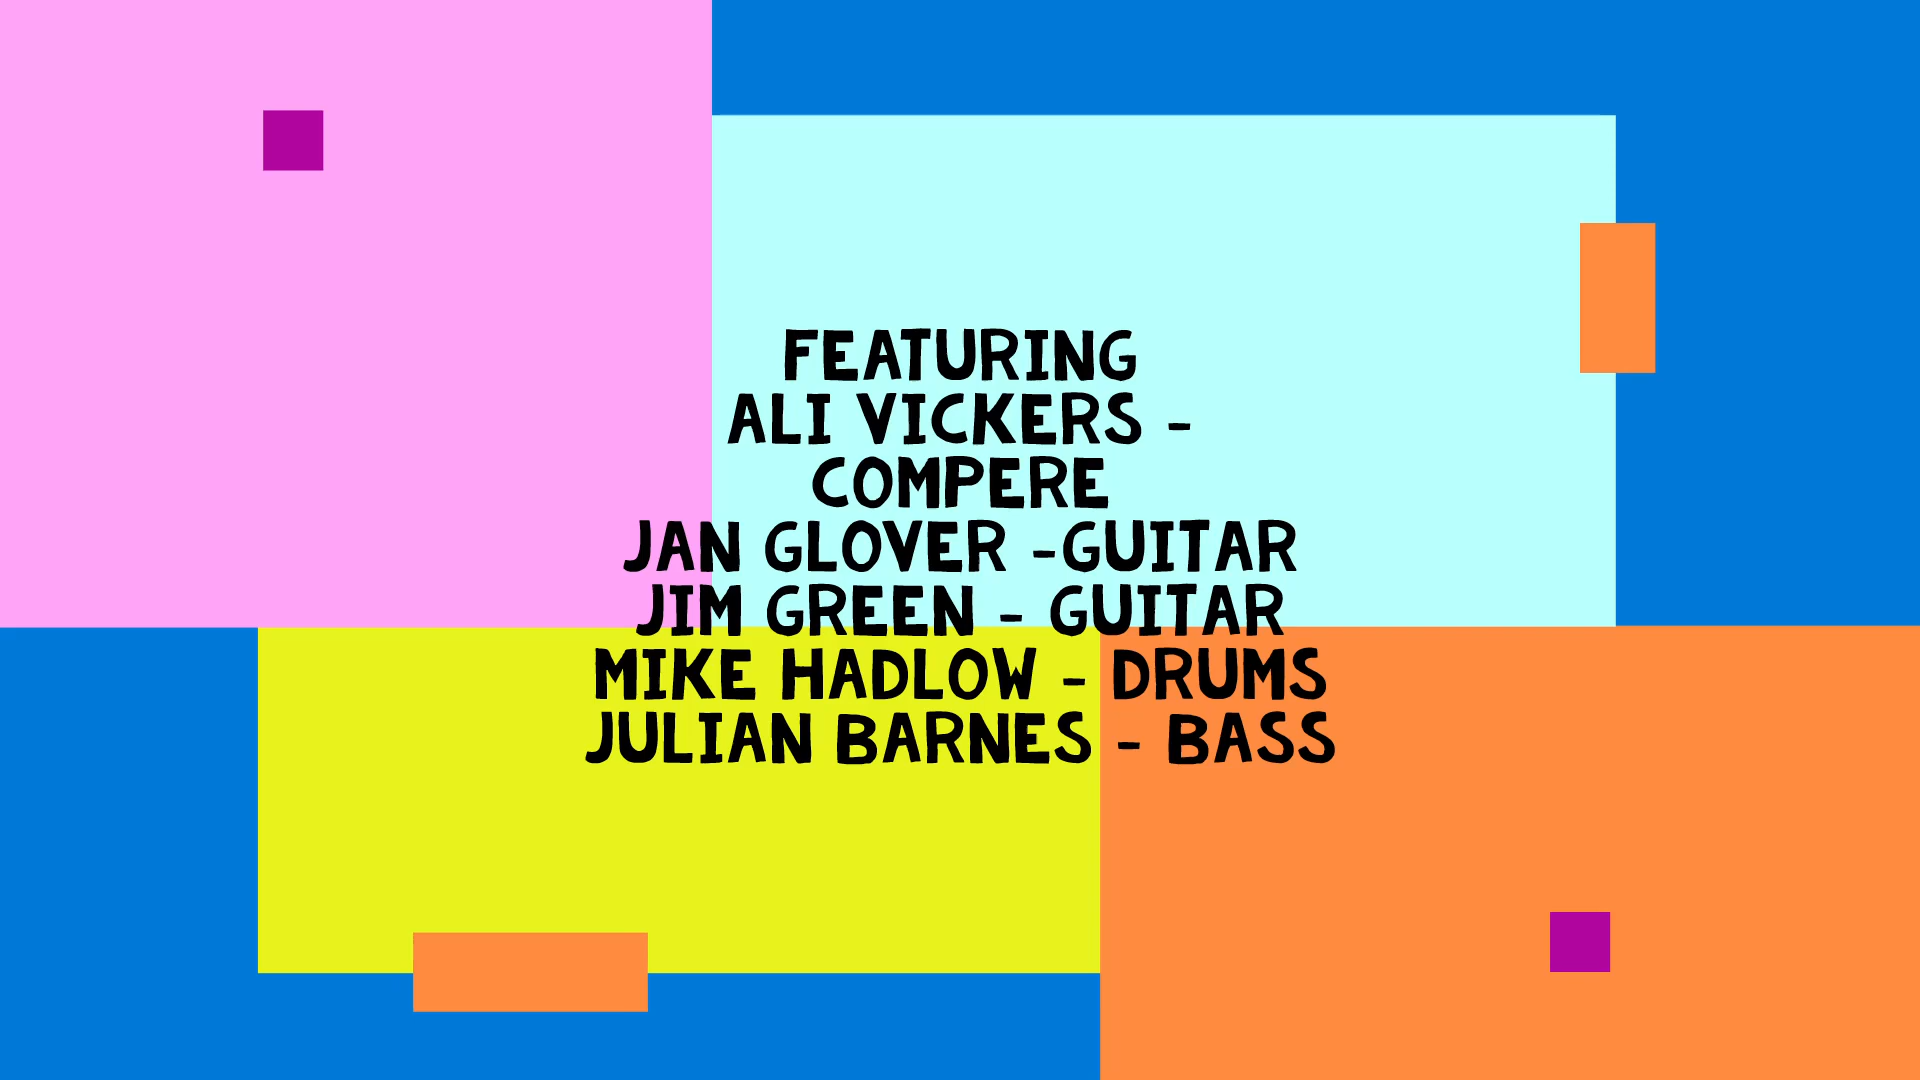 FEATURING
ALI VICKERS -
COMPERE
JAN GLOVER -GUITAR
JIM GREEN - GUITAR
MIKE HADLOW - DRUMS
JULIAN BARNES - BASS